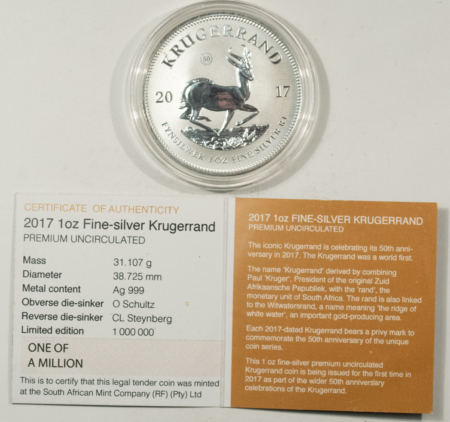 KRUGERRAND
50
20 17
FYNSILWER 1OZ FINE SILVER R1
CERTIFICATE OF AUTHENTICITY
2017 1oz Fine-silver Krugerrand
PREMIUM UNCIRCULATED
Mass 31.107 g
Diameter 38.725 mm
Metal content Ag 999
Obverse die-sinker O Schultz
Reverse die-sinker CL Steynberg
Limited edition 1 000 000
ONE OF
A MILLION
This is to certify that this legal tender coin was minted
at the South African Mint Company (RF) (Pty) Ltd
2017 1oz FINE-SILVER KRUGERRAND
PREMIUM UNCIRCULATED
The iconic Krugerrand is celebrating its 50th anni-
versary in 2017. The Krugerrand was a world first.
The name 'Krugerrand' derived by combining
Paul 'Kruger', President of the original Zuid
Afrikaansche Papubliek, with the 'rand', the
monetary unit of South Africa. The rand is also linked
to the Witwatersrand, a name meaning 'the ridge of
white water', an important gold-producing area.
Each 2017-dated Krugerrand bears a privy mark to
commemorate the 50th anniversary of the unique
coin series.
This 1 oz fine-silver premium uncirculated
Krugerrand coin is being issued for the first time in
2017 as part of the wider 50th anniversary
celebrations of the Krugerrand.